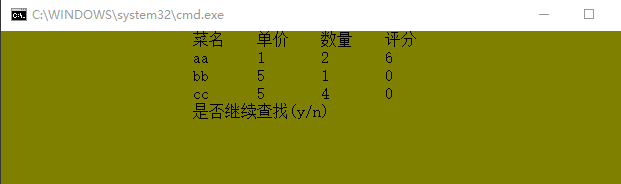 C:\WINDOWS\system32\cmd.exe
菜名 单价 数量 评分
aa 1 2 6
bb 5 1 0
cc 5 4 0
是否继续查找(y/n)